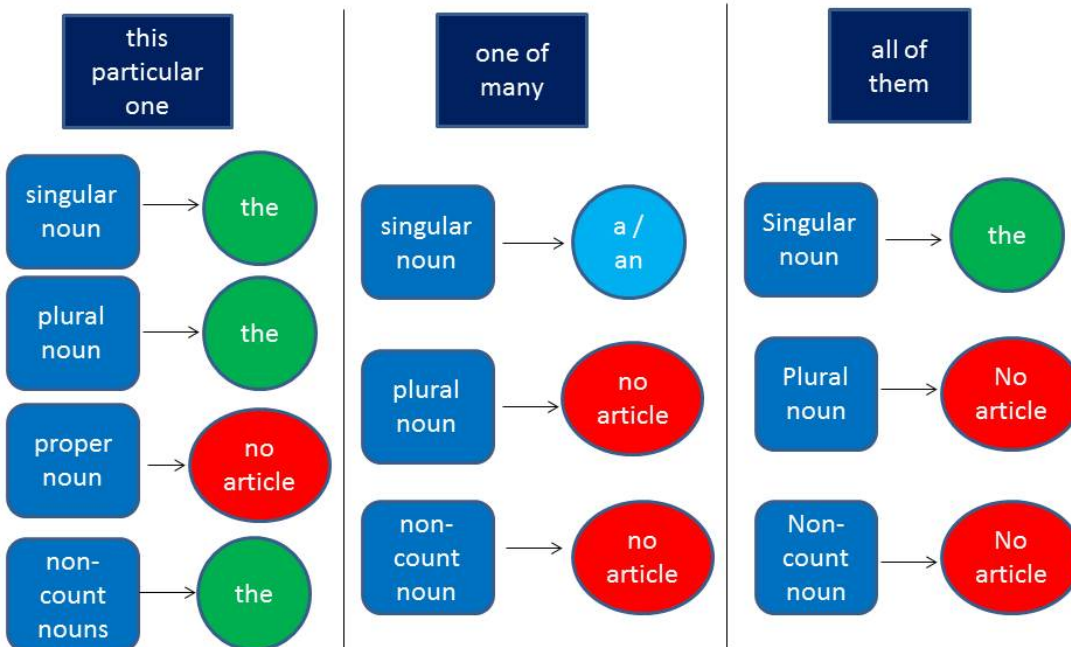 this
particular
one
singular
noun
the
plural
noun
the
proper
noun
no
article
non-
count
nouns
the
one of
many
singular
noun
a /
an
plural
noun
no
article
non-
count
noun
no
article
all of
them
Singular
noun
the
Plural
noun
No
article
Non-
count
noun
No
article